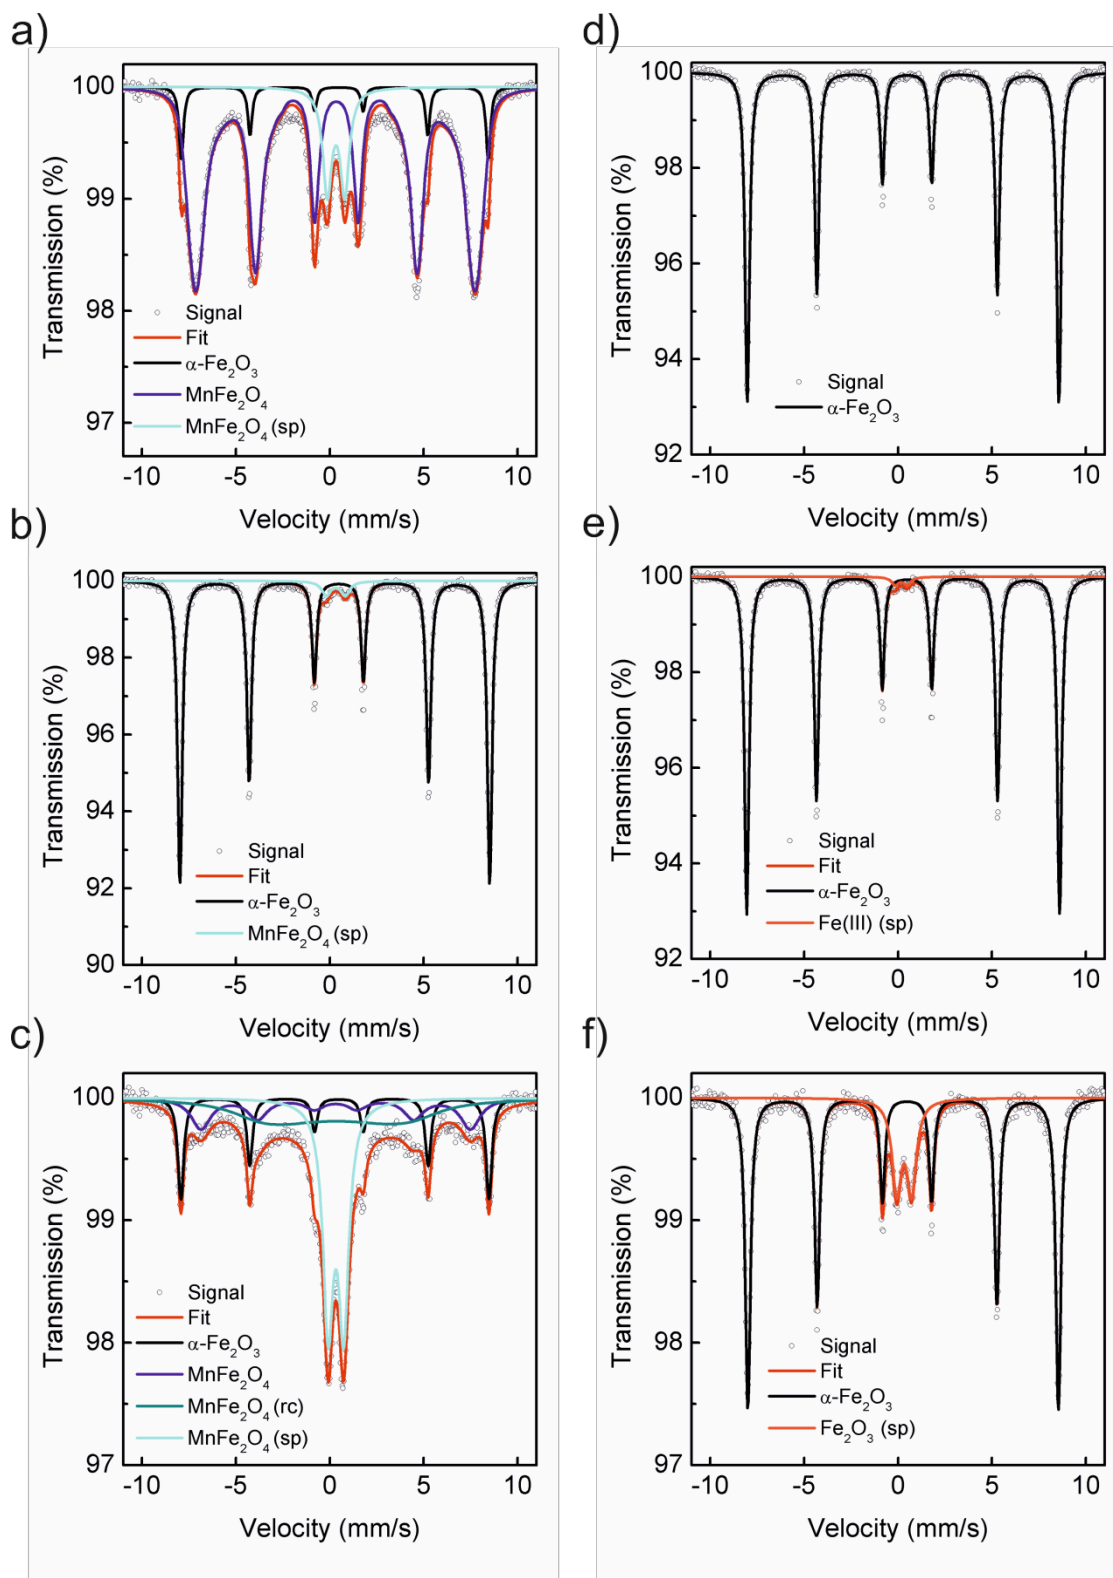 a)
100
99
98
97
Transmission (%)
Signal
Fit
α-Fe₂O₃
MnFe₂O₄
MnFe₂O₄ (sp)
-10 -5 0 5 10
Velocity (mm/s)
b)
100
98
96
94
92
90
Transmission (%)
Signal
Fit
α-Fe₂O₃
MnFe₂O₄ (sp)
-10 -5 0 5 10
Velocity (mm/s)
c)
100
99
98
97
Transmission (%)
Signal
Fit
α-Fe₂O₃
MnFe₂O₄
MnFe₂O₄ (rc)
MnFe₂O₄ (sp)
-10 -5 0 5 10
Velocity (mm/s)
d)
100
98
96
94
92
Transmission (%)
Signal
α-Fe₂O₃
-10 -5 0 5 10
Velocity (mm/s)
e)
100
98
96
94
92
Transmission (%)
Signal
Fit
α-Fe₂O₃
Fe(III) (sp)
-10 -5 0 5 10
Velocity (mm/s)
f)
100
99
98
97
Transmission (%)
Signal
Fit
α-Fe₂O₃
Fe₂O₃ (sp)
-10 -5 0 5 10
Velocity (mm/s)